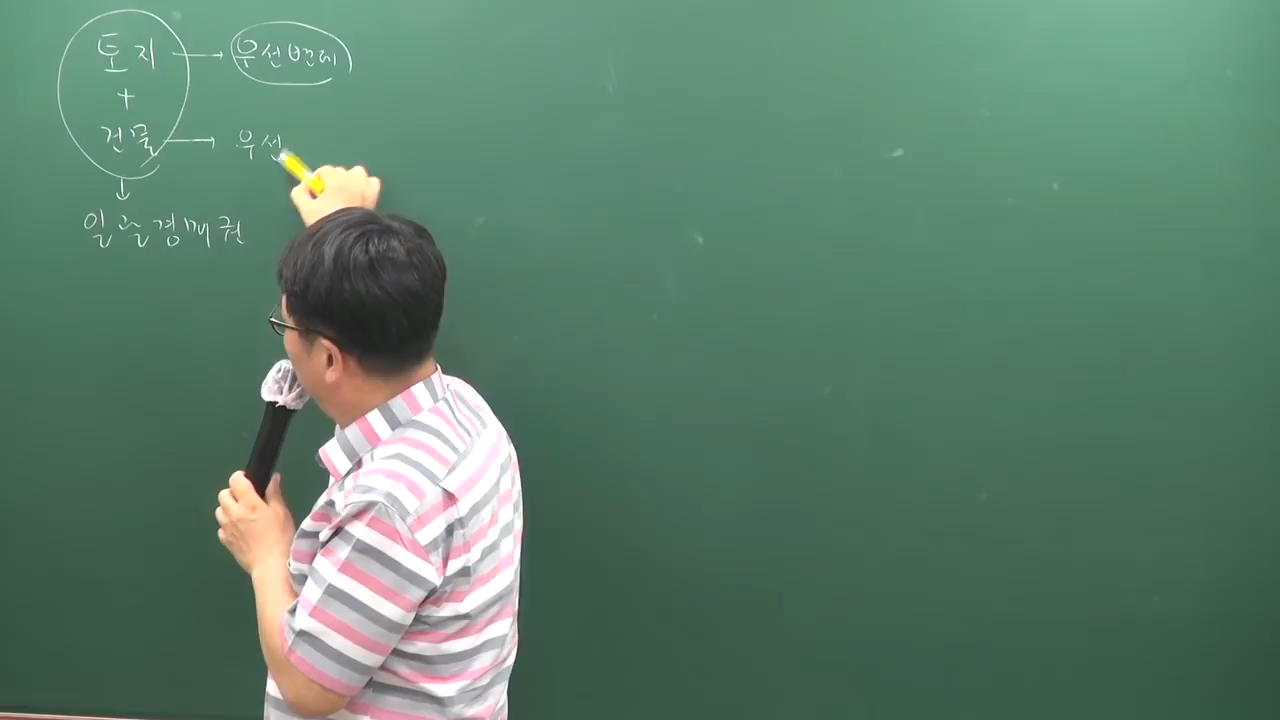 토지 → 우선변제
+
건물 → 우선
↓
일괄경매권